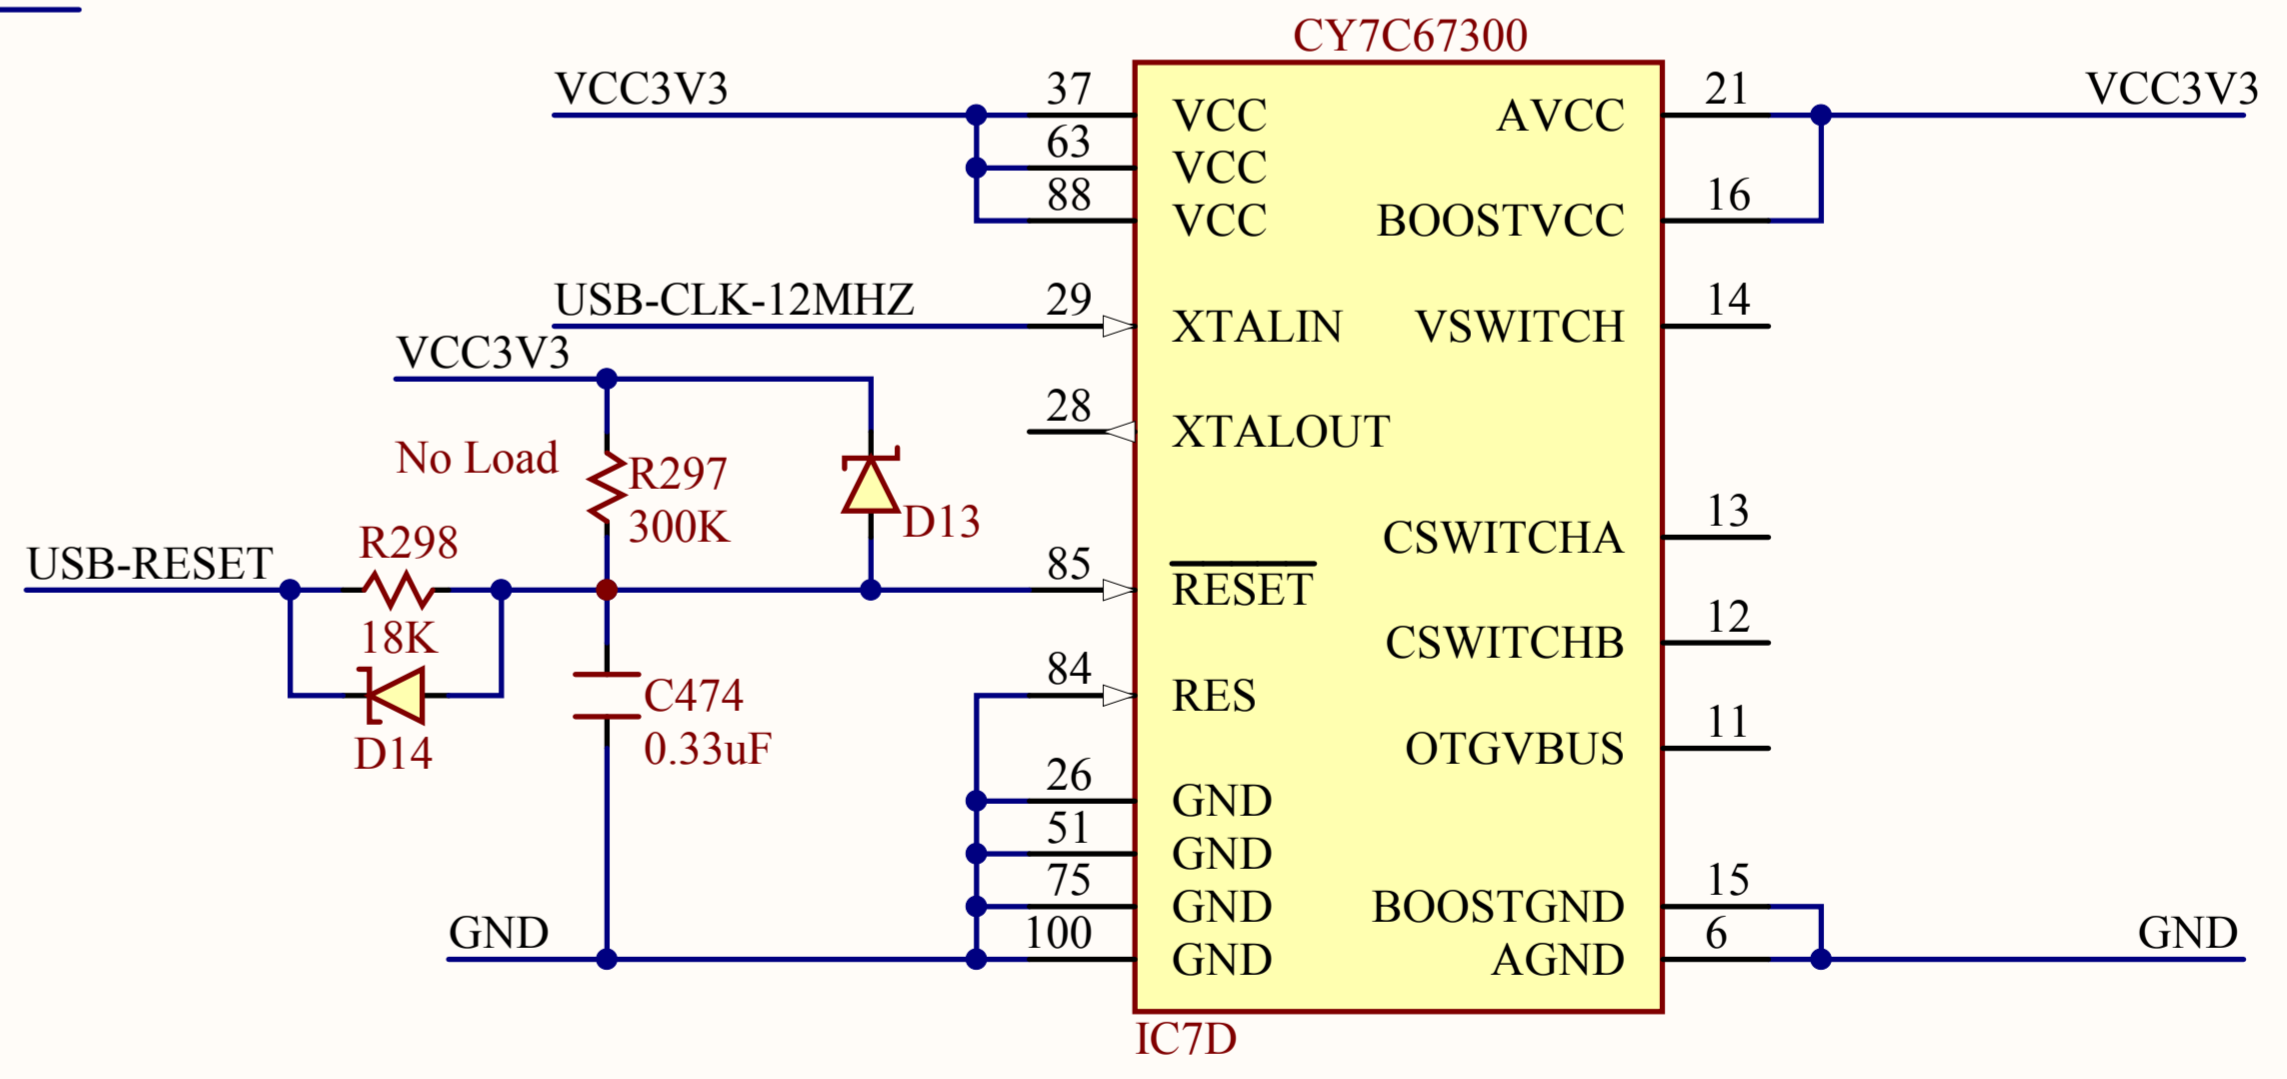 CY7C67300
VCC3V3
37
VCC
AVCC
21
VCC3V3
63
VCC
88
VCC
BOOSTVCC
16
USB-CLK-12MHZ
29
XTALIN
VSWITCH
14
VCC3V3
28
XTALOUT
No Load
R297
300K
D13
CSWITCHA
13
USB-RESET
R298
18K
85
RESET
CSWITCHB
12
D14
C474
0.33uF
84
RES
OTGVBUS
11
26
GND
51
GND
75
GND
BOOSTGND
15
GND
100
GND
AGND
6
GND
IC7D